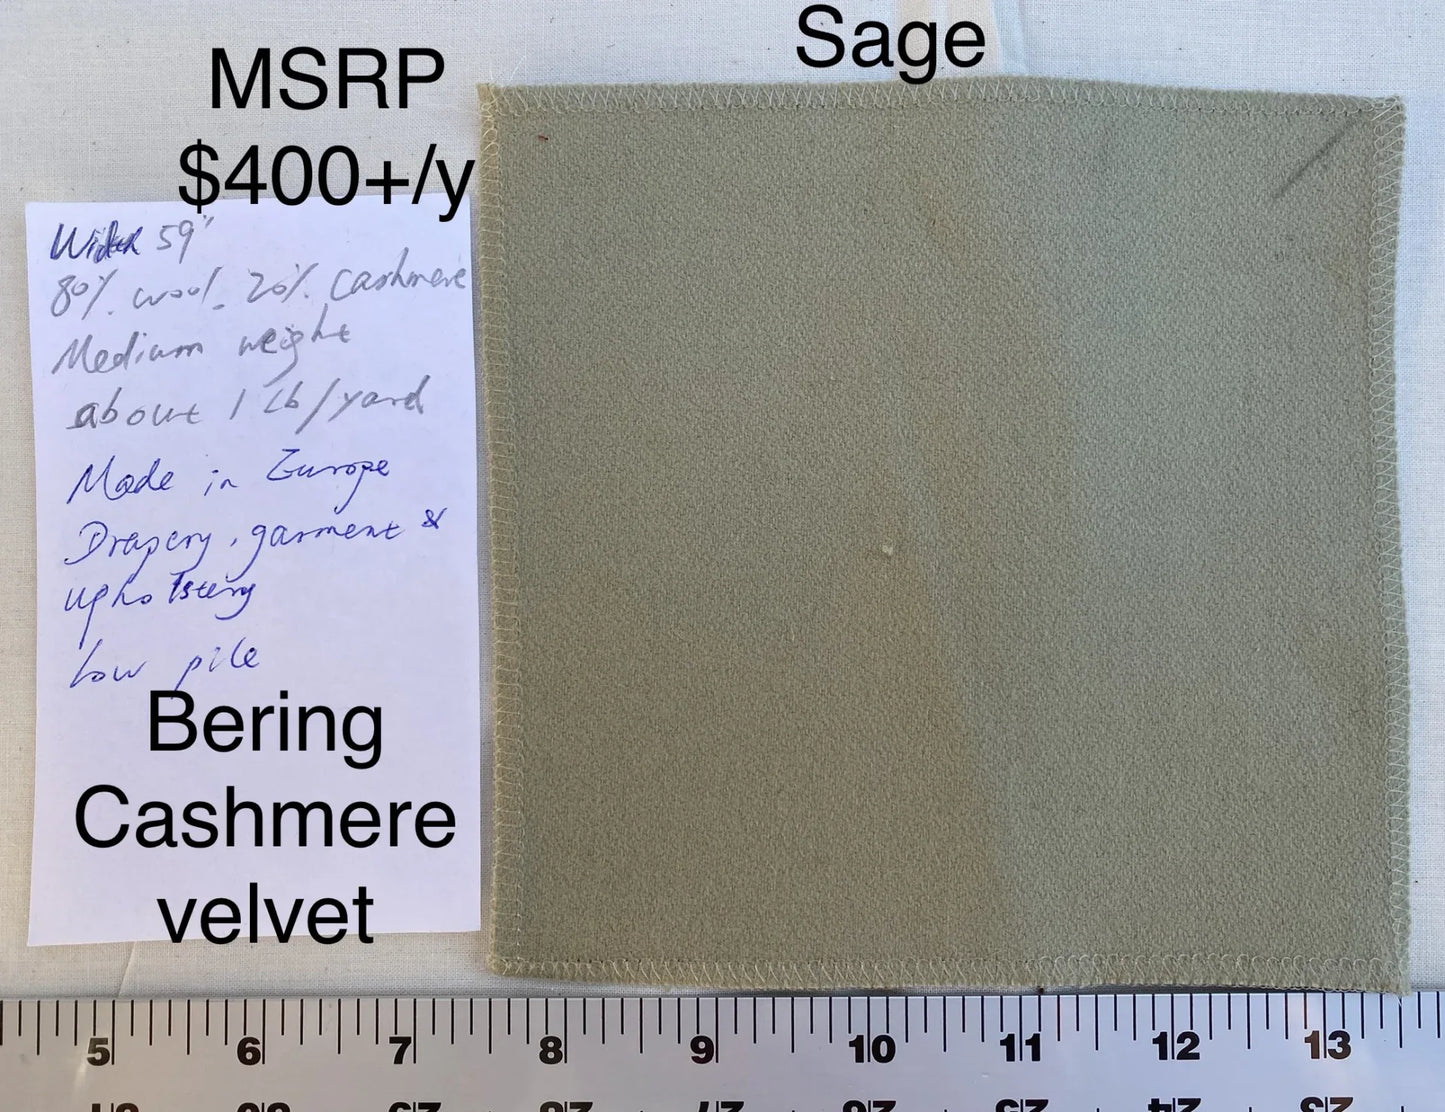 Sage
MSRP
$400+/y
Width 59"
80%. wool. 20%. Cashmere
Medium weight
about 1 Lb/yard
Made in Europe
Drapery, garment &
upholstery
Low pile
Bering
Cashmere
velvet
5 6 7 8 9 10 11 12 13